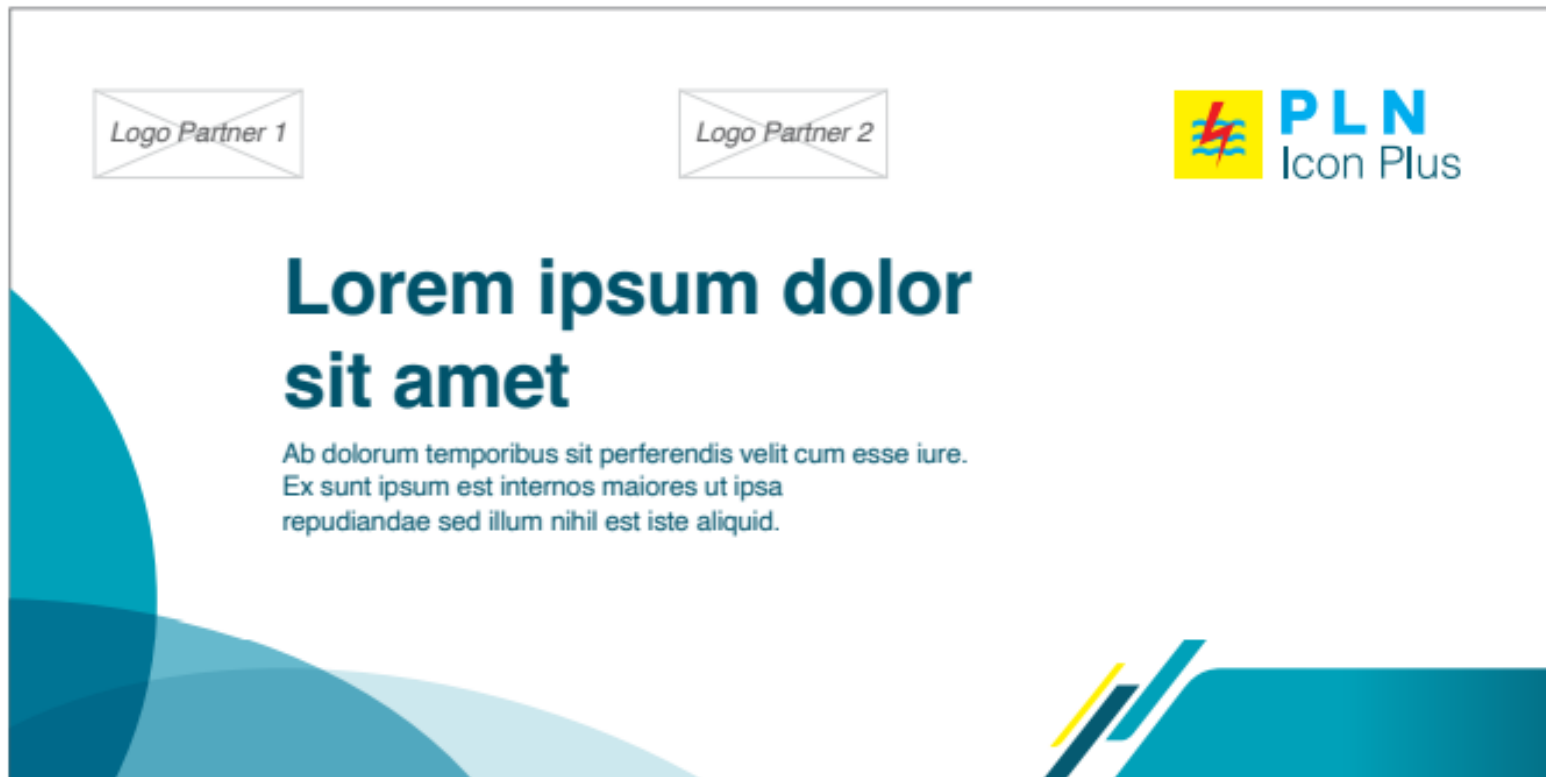 Logo Partner 1
Logo Partner 2
PLN
Icon Plus
Lorem ipsum dolor
sit amet
Ab dolorum temporibus sit perferendis velit cum esse iure.
Ex sunt ipsum est internos maiores ut ipsa
repudiandae sed illum nihil est iste aliquid.